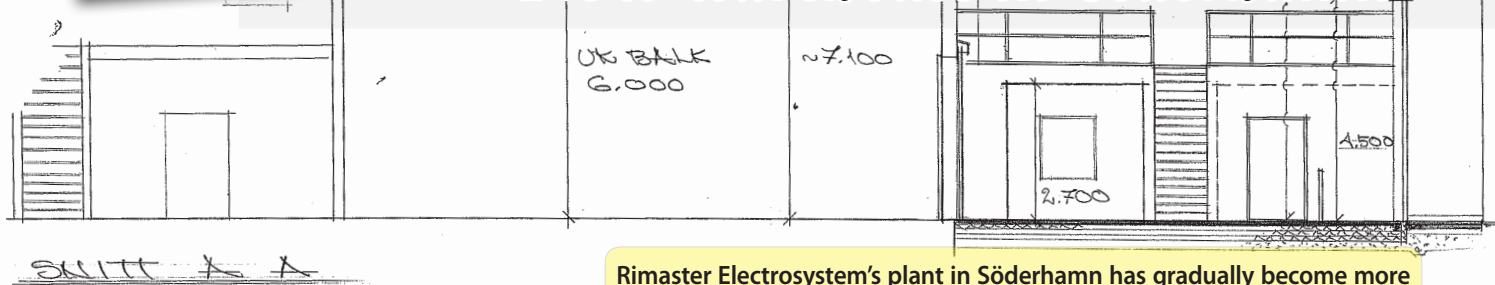 UK BALK
6.000
~7.100
2.700
4.500
SNITT A A
Rimaster Electrosystem's plant in Söderhamn has gradually become more